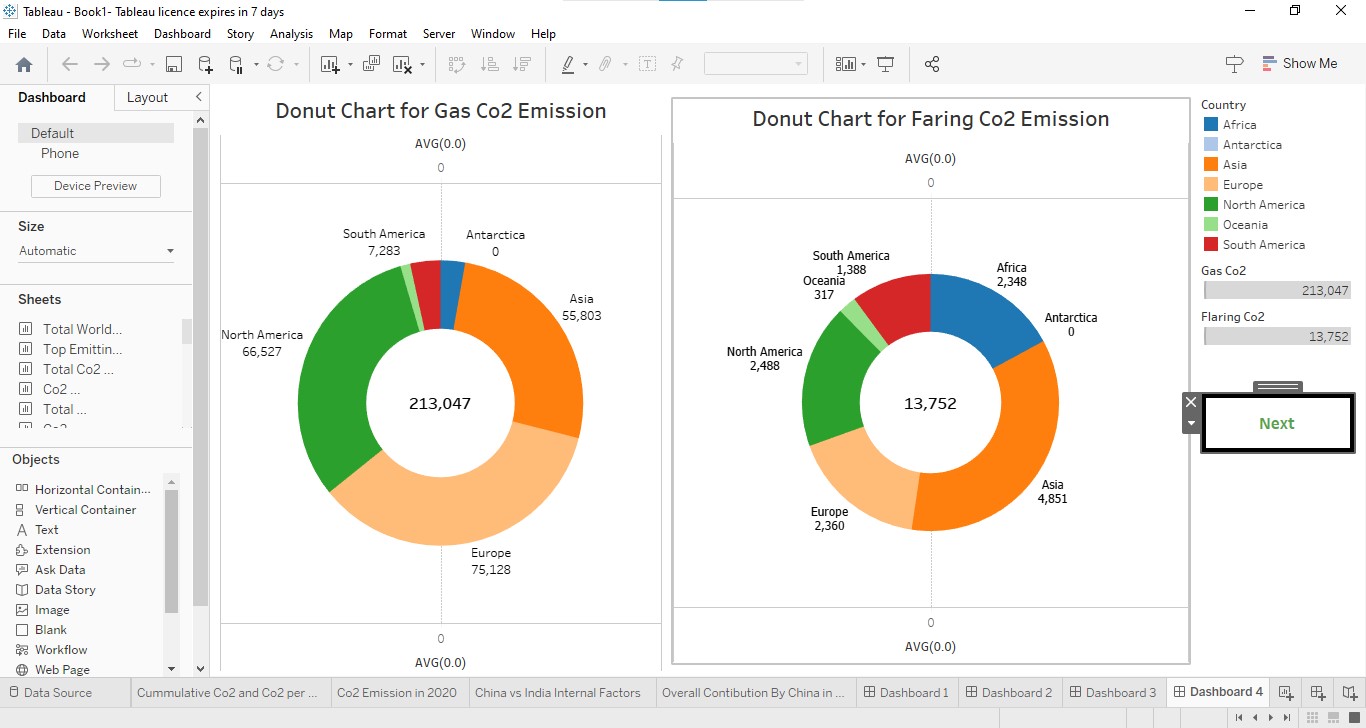 Tableau - Book1- Tableau licence expires in 7 days
File Data Worksheet Dashboard Story Analysis Map Format Server Window Help
Show Me
Dashboard Layout
Default
Phone
Device Preview
Size
Automatic
Sheets
Total World...
Top Emittin...
Total Co2 ...
Co2 ...
Total ...
Objects
Horizontal Contain...
Vertical Container
Text
Extension
Ask Data
Data Story
Image
Blank
Workflow
Web Page
Donut Chart for Gas Co2 Emission
AVG(0.0)
0
South America
7,283
Antarctica
0
Asia
55,803
North America
66,527
213,047
Europe
75,128
0
AVG(0.0)
Donut Chart for Faring Co2 Emission
AVG(0.0)
0
South America
1,388
Oceania
317
Africa
2,348
Antarctica
0
North America
2,488
13,752
Asia
4,851
Europe
2,360
0
AVG(0.0)
Country
Africa
Antarctica
Asia
Europe
North America
Oceania
South America
Gas Co2
213,047
Flaring Co2
13,752
Next
Data Source Cummulative Co2 and Co2 per ... Co2 Emission in 2020 China vs India Internal Factors Overall Contibution By China in ... Dashboard 1 Dashboard 2 Dashboard 3 Dashboard 4